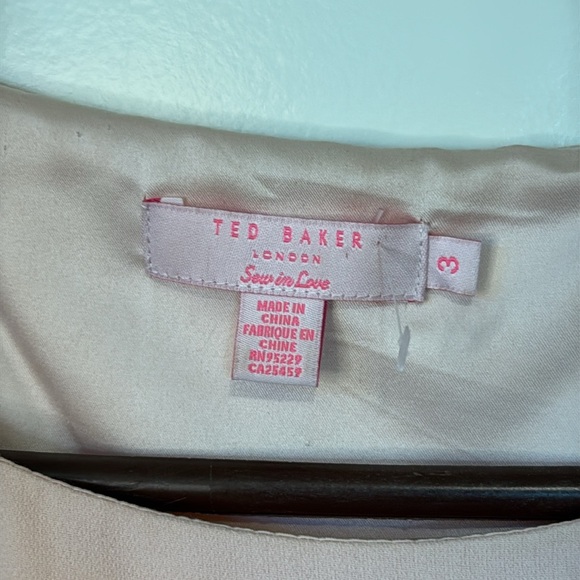 TED BAKER
LONDON
Sew in Love
3
MADE IN
CHINA
FABRIQUE EN
CHINE
RN95229
CA25459